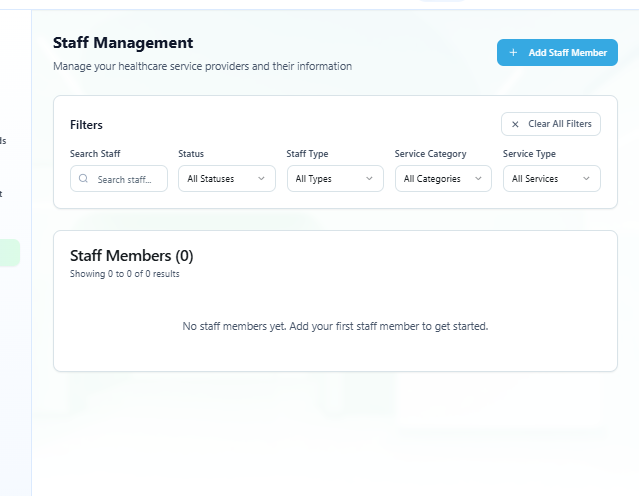 Staff Management
Manage your healthcare service providers and their information
+ Add Staff Member
Filters
Clear All Filters
Search Staff
Status
Staff Type
Service Category
Service Type
Search staff...
All Statuses
All Types
All Categories
All Services
Staff Members (0)
Showing 0 to 0 of 0 results
No staff members yet. Add your first staff member to get started.